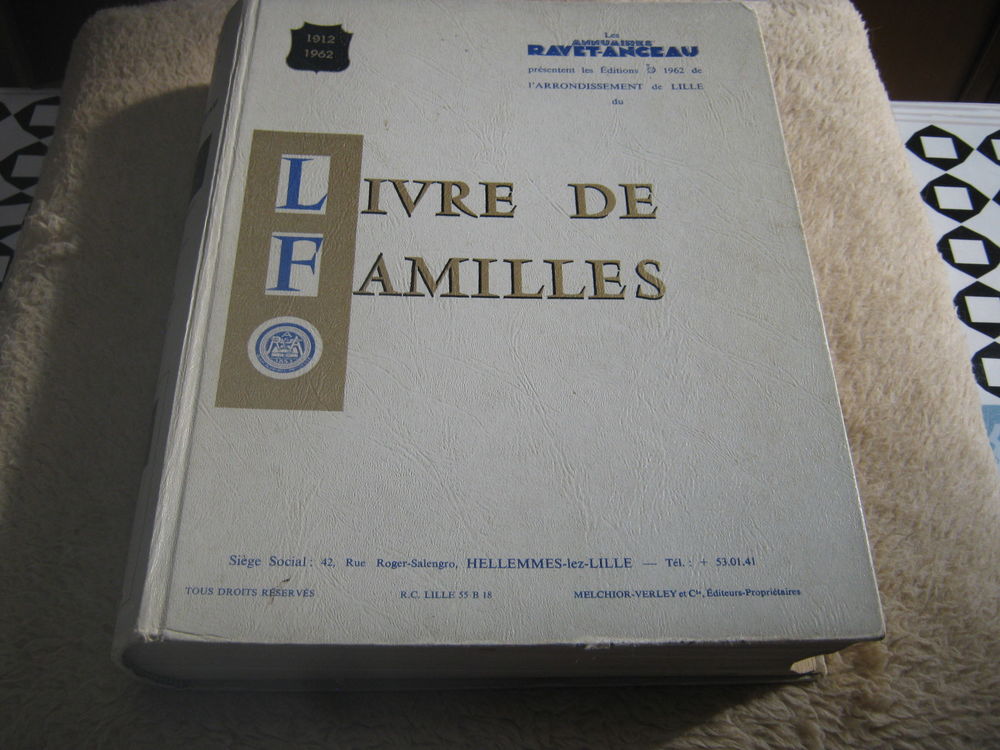 1912
1962
Les
ANNUAIRES
RAVET-ANCEAU
présentent les Éditions 1962 de
l'ARRONDISSEMENT de LILLE
du
LIVRE DE
FAMILLES
Siège Social : 42, Rue Roger-Salengro, HELLEMMES-lez-LILLE — Tél. : + 53.01.41
TOUS DROITS RÉSERVÉS R.C. LILLE 55 B 18 MELCHIOR-VERLEY et Cie, Éditeurs-Propriétaires